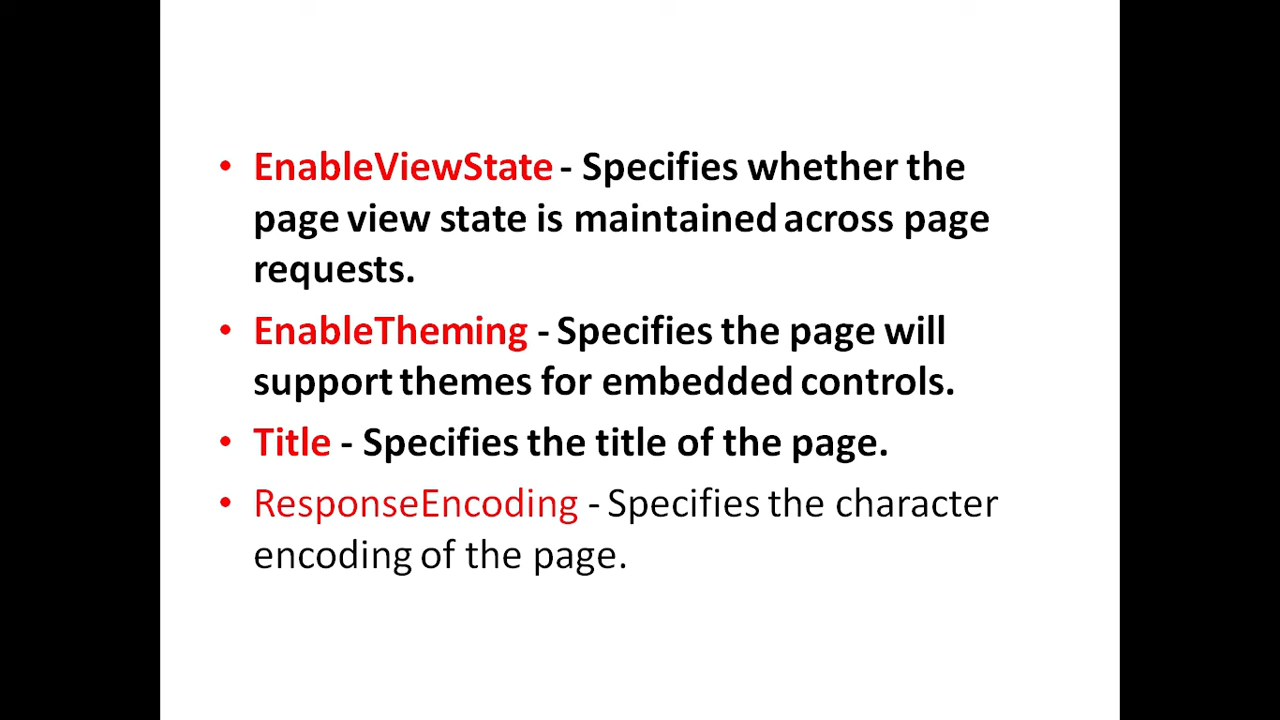 • EnableViewState - Specifies whether the
page view state is maintained across page
requests.
• EnableTheming - Specifies the page will
support themes for embedded controls.
• Title - Specifies the title of the page.
• ResponseEncoding - Specifies the character
encoding of the page.